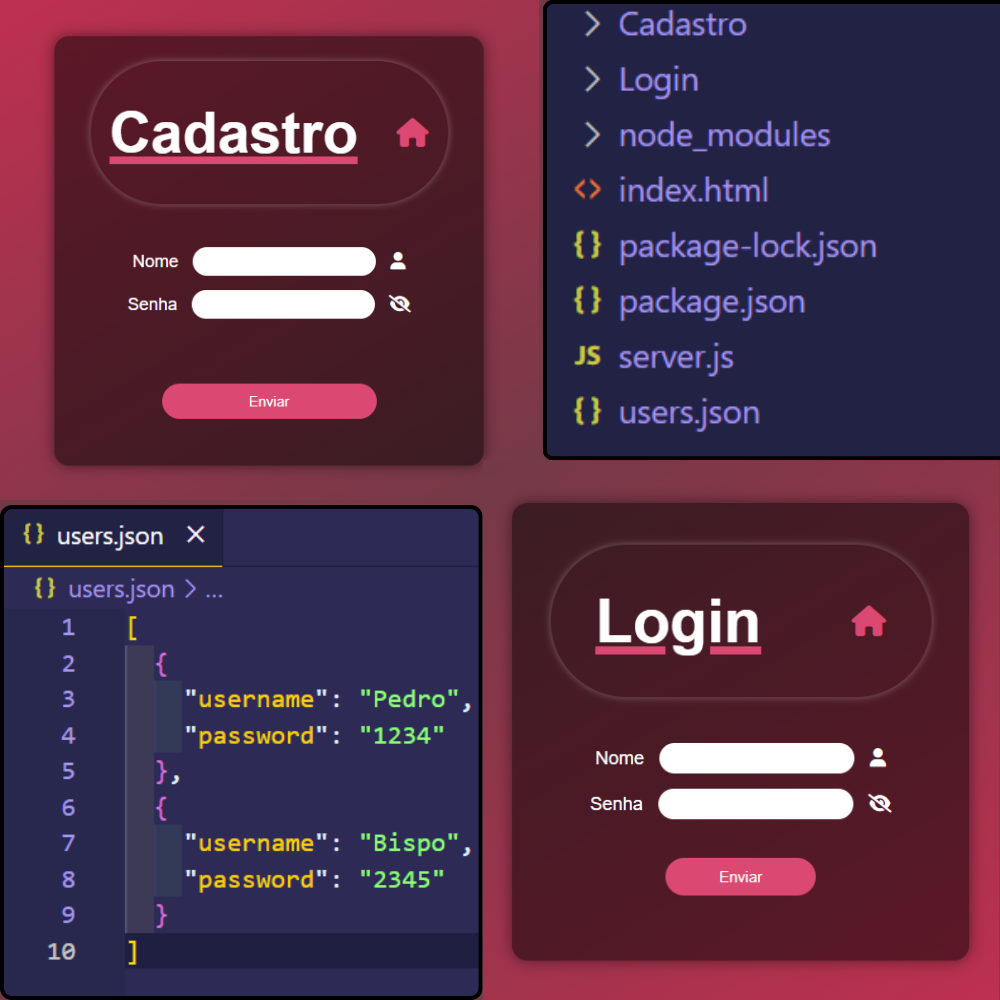 Cadastro
Nome
Senha
Enviar
Cadastro
Login
node_modules
index.html
package-lock.json
package.json
JS server.js
users.json
{} users.json ×
{} users.json > ...
1 [
2 {
3 "username": "Pedro",
4 "password": "1234"
5 },
6 {
7 "username": "Bispo",
8 "password": "2345"
9 }
10 ]
Login
Nome
Senha
Enviar